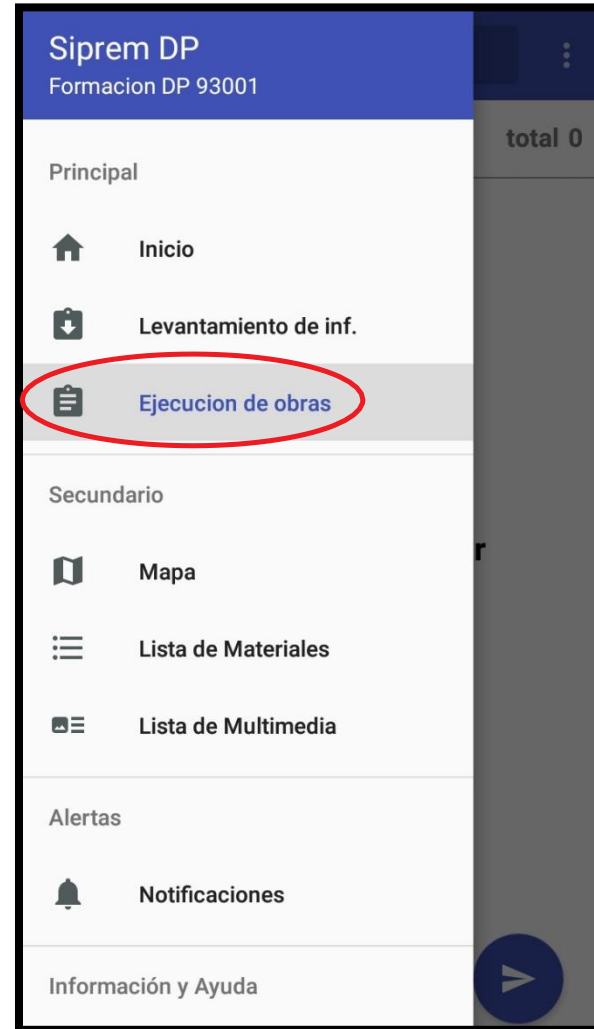 Siprem DP
Formacion DP 93001
total 0
Principal
Inicio
Levantamiento de inf.
Ejecucion de obras
Secundario
Mapa
r
Lista de Materiales
Lista de Multimedia
Alertas
Notificaciones
Información y Ayuda